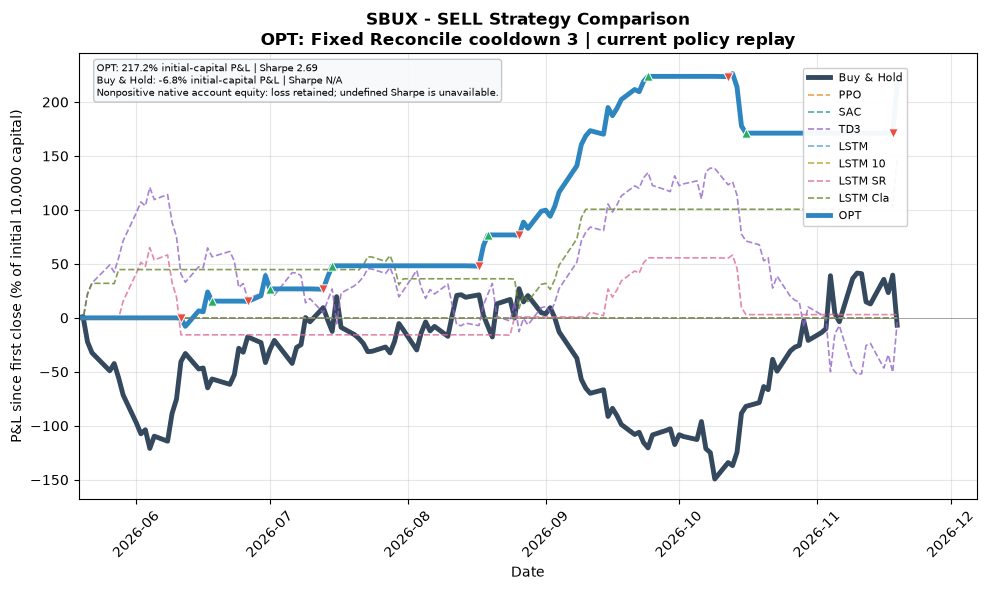 SBUX - SELL Strategy Comparison
OPT: Fixed Reconcile cooldown 3 | current policy replay
OPT: 217.2% initial-capital P&L | Sharpe 2.69
Buy & Hold: -6.8% initial-capital P&L | Sharpe N/A
Nonpositive native account equity: loss retained; undefined Sharpe is unavailable.
Buy & Hold
PPO
SAC
TD3
LSTM
LSTM 10
LSTM SR
LSTM Cla
OPT
P&L since first close (% of initial 10,000 capital)
200
150
100
50
0
−50
−100
−150
2026-06
2026-07
2026-08
2026-09
2026-10
2026-11
2026-12
Date